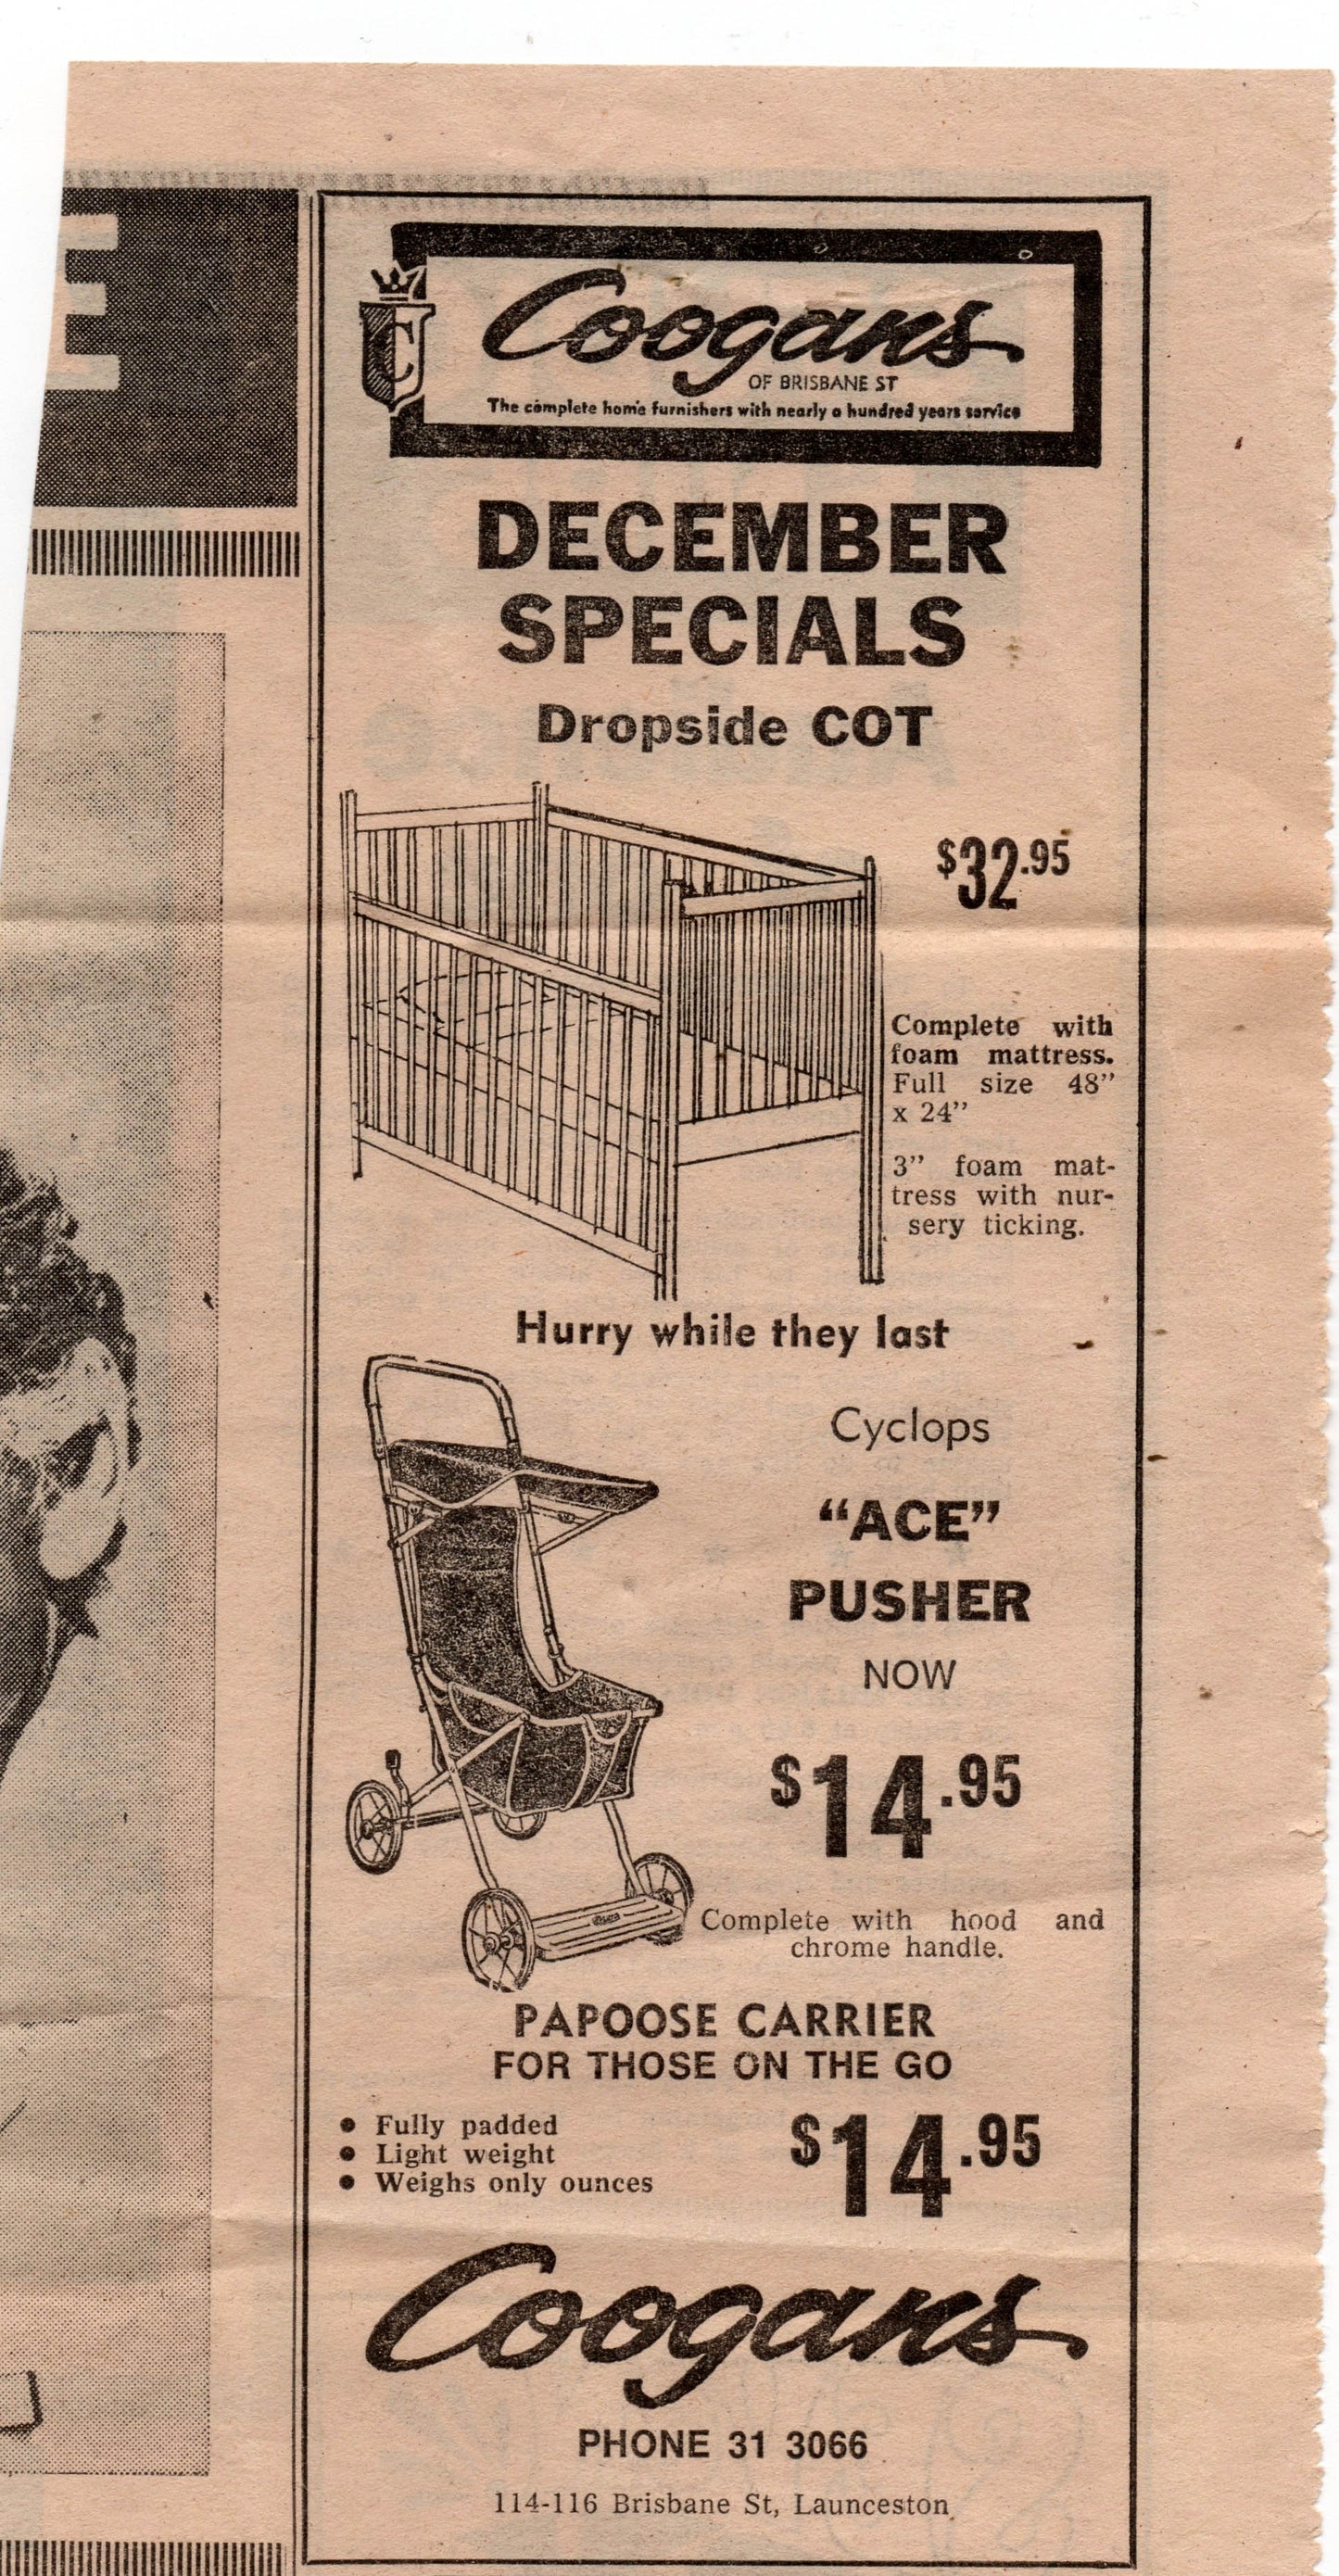 E
C
Coogans
OF BRISBANE ST
The complete home furnishers with nearly a hundred years service
DECEMBER
SPECIALS
Dropside COT
$32.95
Complete with
foam mattress.
Full size 48”
x 24”
3” foam mat-
tress with nur-
sery ticking.
Hurry while they last
Cyclops
“ACE”
PUSHER
NOW
$14.95
Complete with hood and
chrome handle.
PAPOOSE CARRIER
FOR THOSE ON THE GO
● Fully padded
● Light weight
● Weighs only ounces
$14.95
Coogans
PHONE 31 3066
114-116 Brisbane St, Launceston